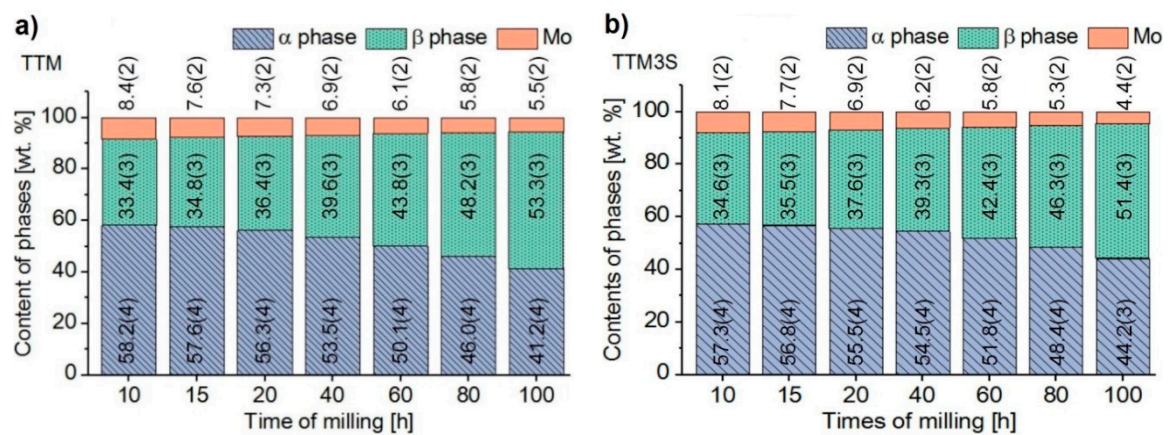 a)
α phase β phase Mo
TTM
8.4(2) 7.6(2) 7.3(2) 6.9(2) 6.1(2) 5.8(2) 5.5(2)
Content of phases [wt. %]
100
80
60
40
20
0
33.4(3) 34.8(3) 36.4(3) 39.6(3) 43.8(3) 48.2(3) 53.3(3)
58.2(4) 57.6(4) 56.3(4) 53.5(4) 50.1(4) 46.0(4) 41.2(4)
10 15 20 40 60 80 100
Time of milling [h]
b)
α phase β phase Mo
TTM3S
8.1(2) 7.7(2) 6.9(2) 6.2(2) 5.8(2) 5.3(2) 4.4(2)
Contents of phases [wt. %]
100
80
60
40
20
0
34.6(3) 35.5(3) 37.6(3) 39.3(3) 42.4(3) 46.3(3) 51.4(3)
57.3(4) 56.8(4) 55.5(4) 54.5(4) 51.8(4) 48.4(4) 44.2(3)
10 15 20 40 60 80 100
Times of milling [h]